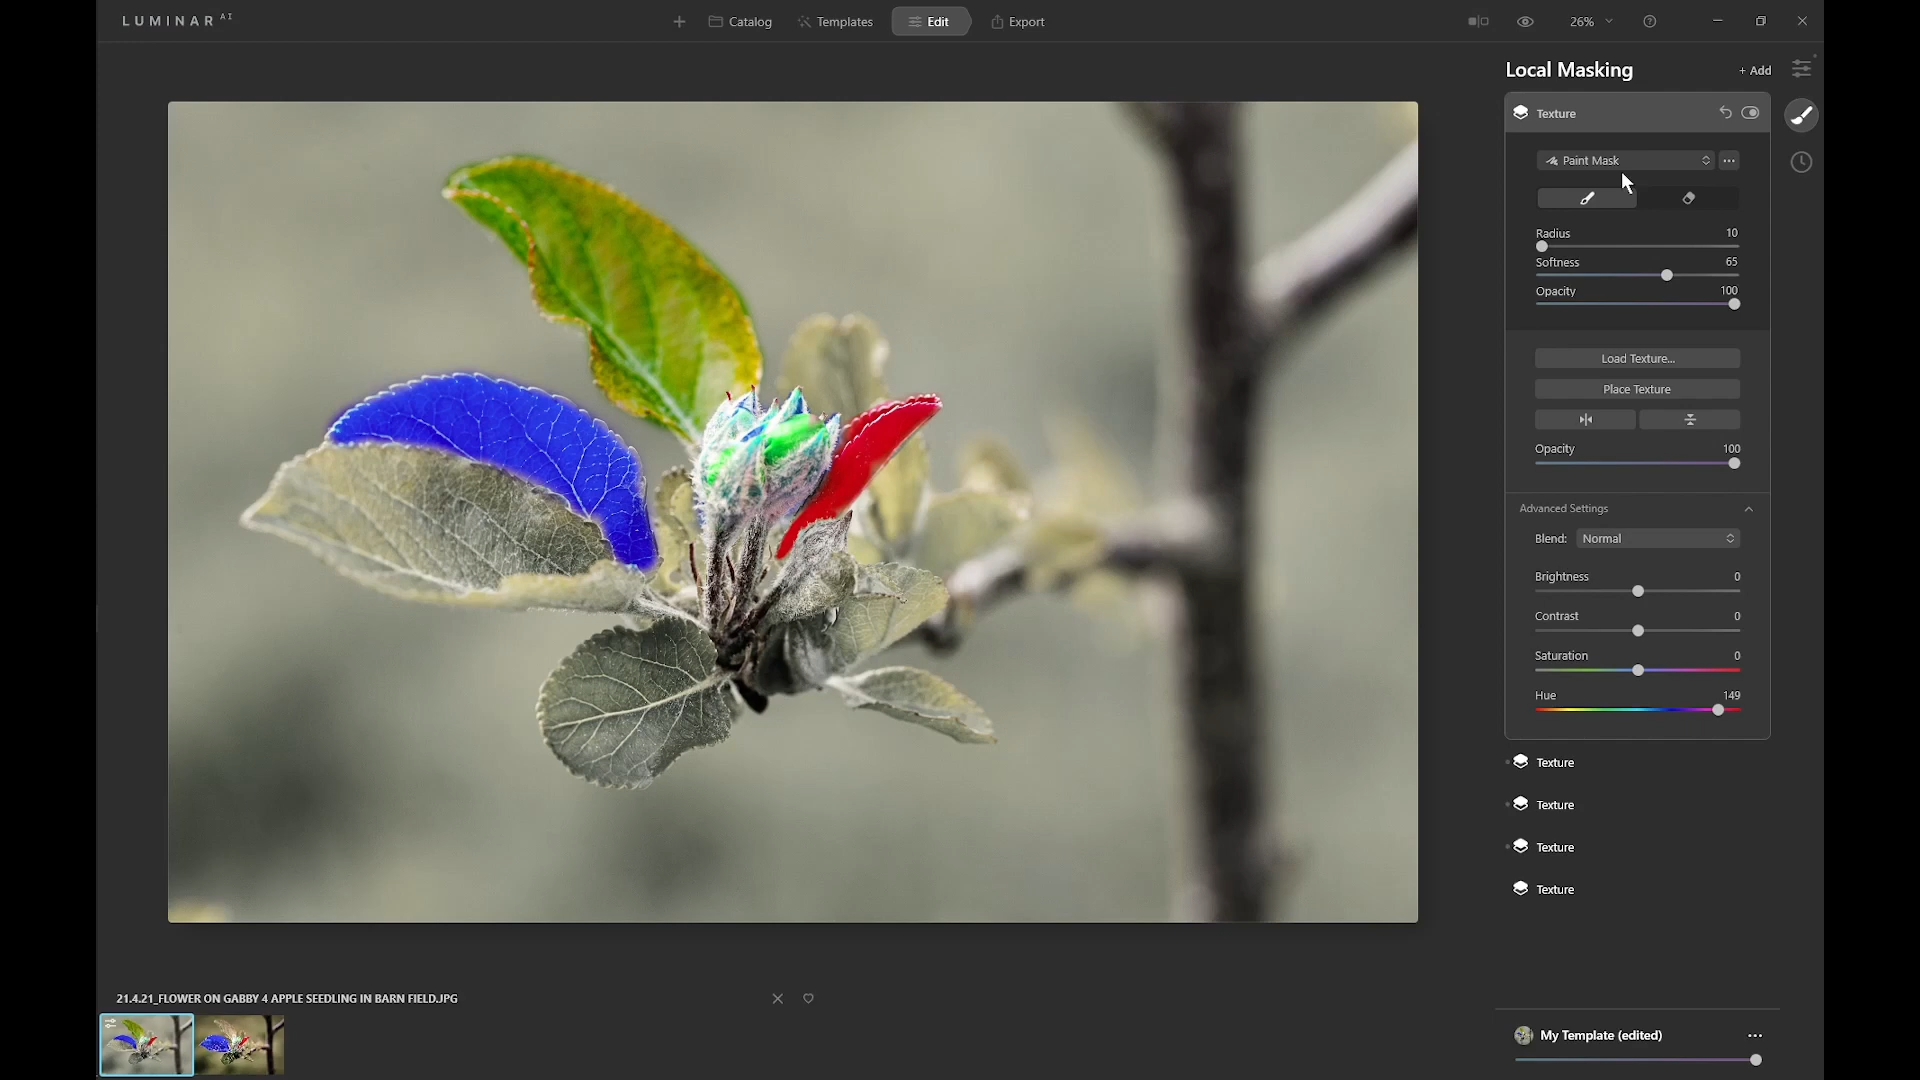 LUMINAR AI
Catalog
Templates
Edit
Export
26%
Local Masking
+ Add
Texture
Paint Mask
Radius 10
Softness 65
Opacity 100
Load Texture...
Place Texture
Opacity 100
Advanced Settings
Blend: Normal
Brightness 0
Contrast 0
Saturation 0
Hue 149
Texture
Texture
Texture
Texture
21.4.21_FLOWER ON GABBY 4 APPLE SEEDLING IN BARN FIELD.JPG
My Template (edited)